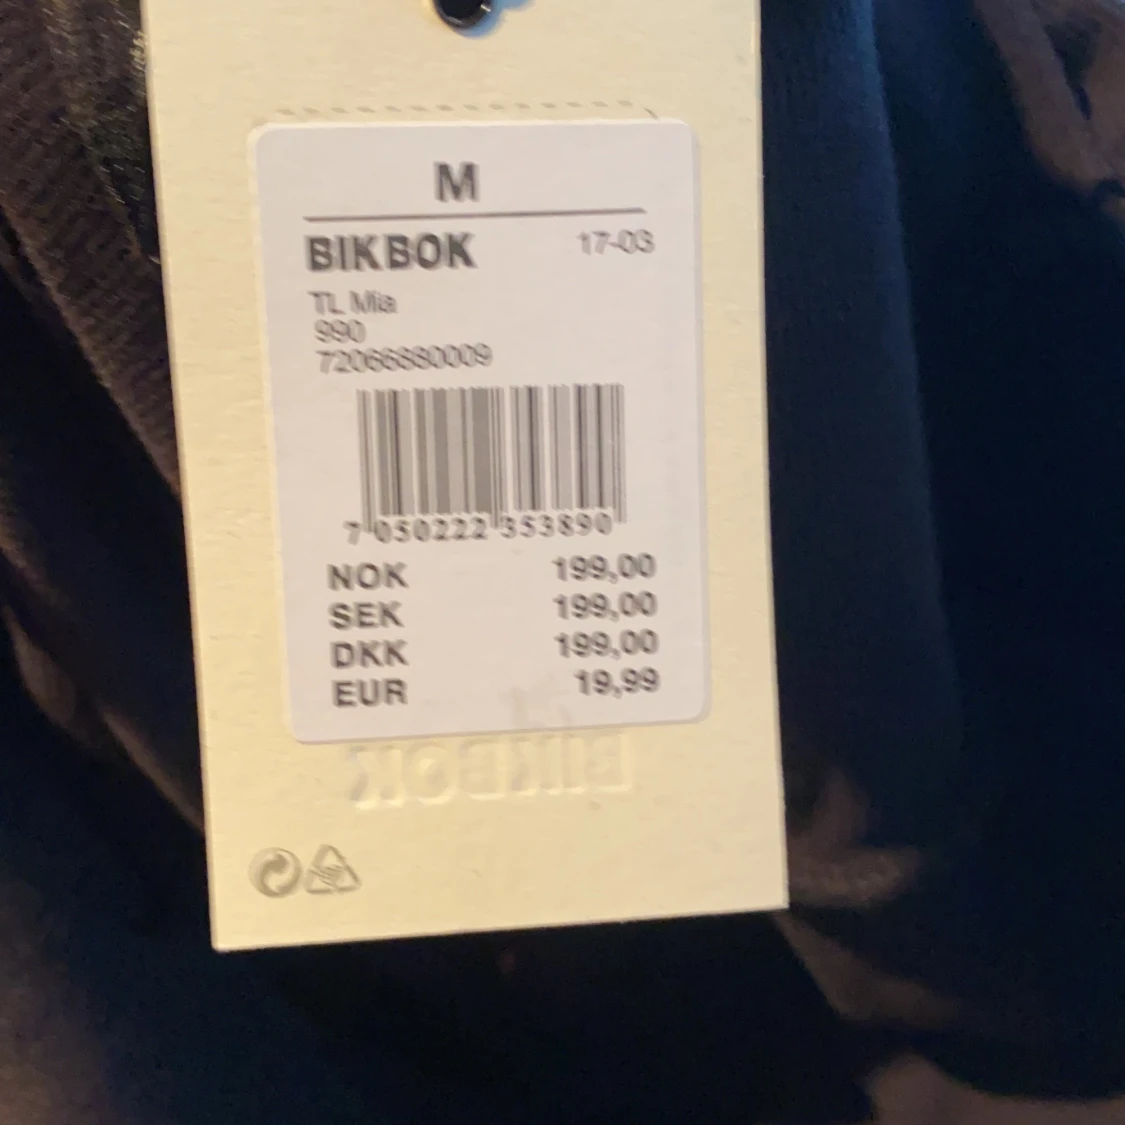 M
BIKBOK 17-03
TL Mia
990
72066880009
7 050222 353890
NOK 199,00
SEK 199,00
DKK 199,00
EUR 19,99
BIKBOK